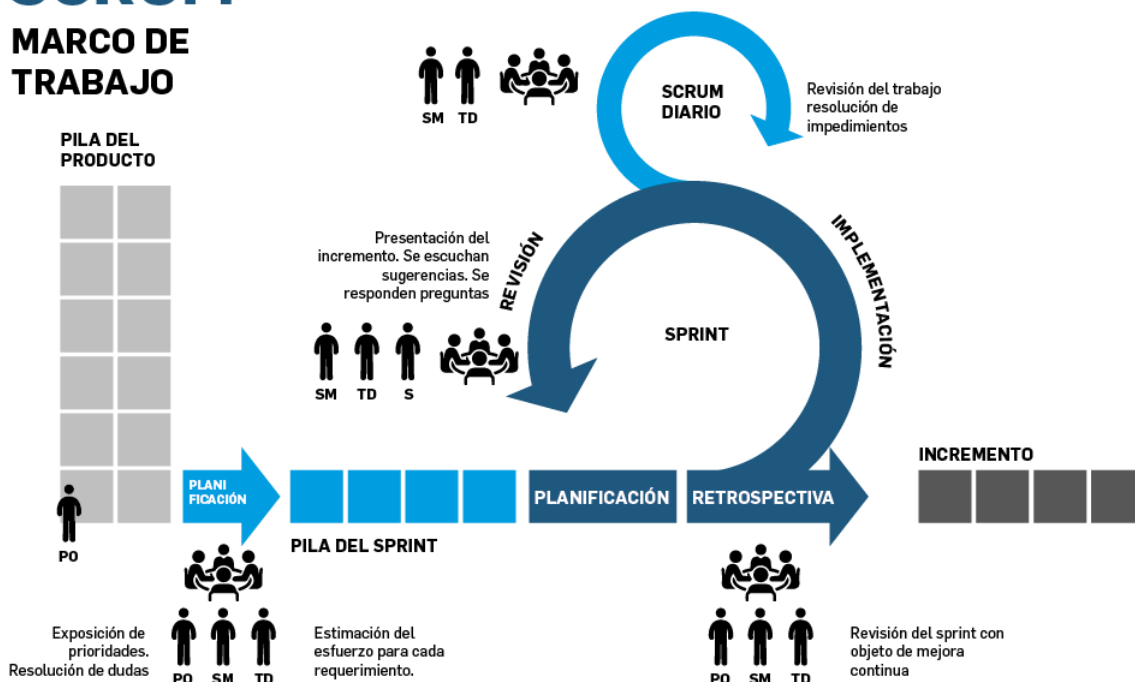 SCRUM
MARCO DE
TRABAJO
PILA DEL
PRODUCTO
SM TD
SCRUM
DIARIO
Revisión del trabajo
resolución de
impedimientos
Presentación del
incremento. Se escuchan
sugerencias. Se
responden preguntas
REVISIÓN
IMPLEMENTACIÓN
SPRINT
SM TD S
PLANI
FICACIÓN
PLANIFICACIÓN
RETROSPECTIVA
INCREMENTO
PO
PILA DEL SPRINT
Exposición de
prioridades.
Resolución de dudas
PO SM TD
Estimación del
esfuerzo para cada
requerimiento.
PO SM TD
Revisión del sprint con
objeto de mejora
continua